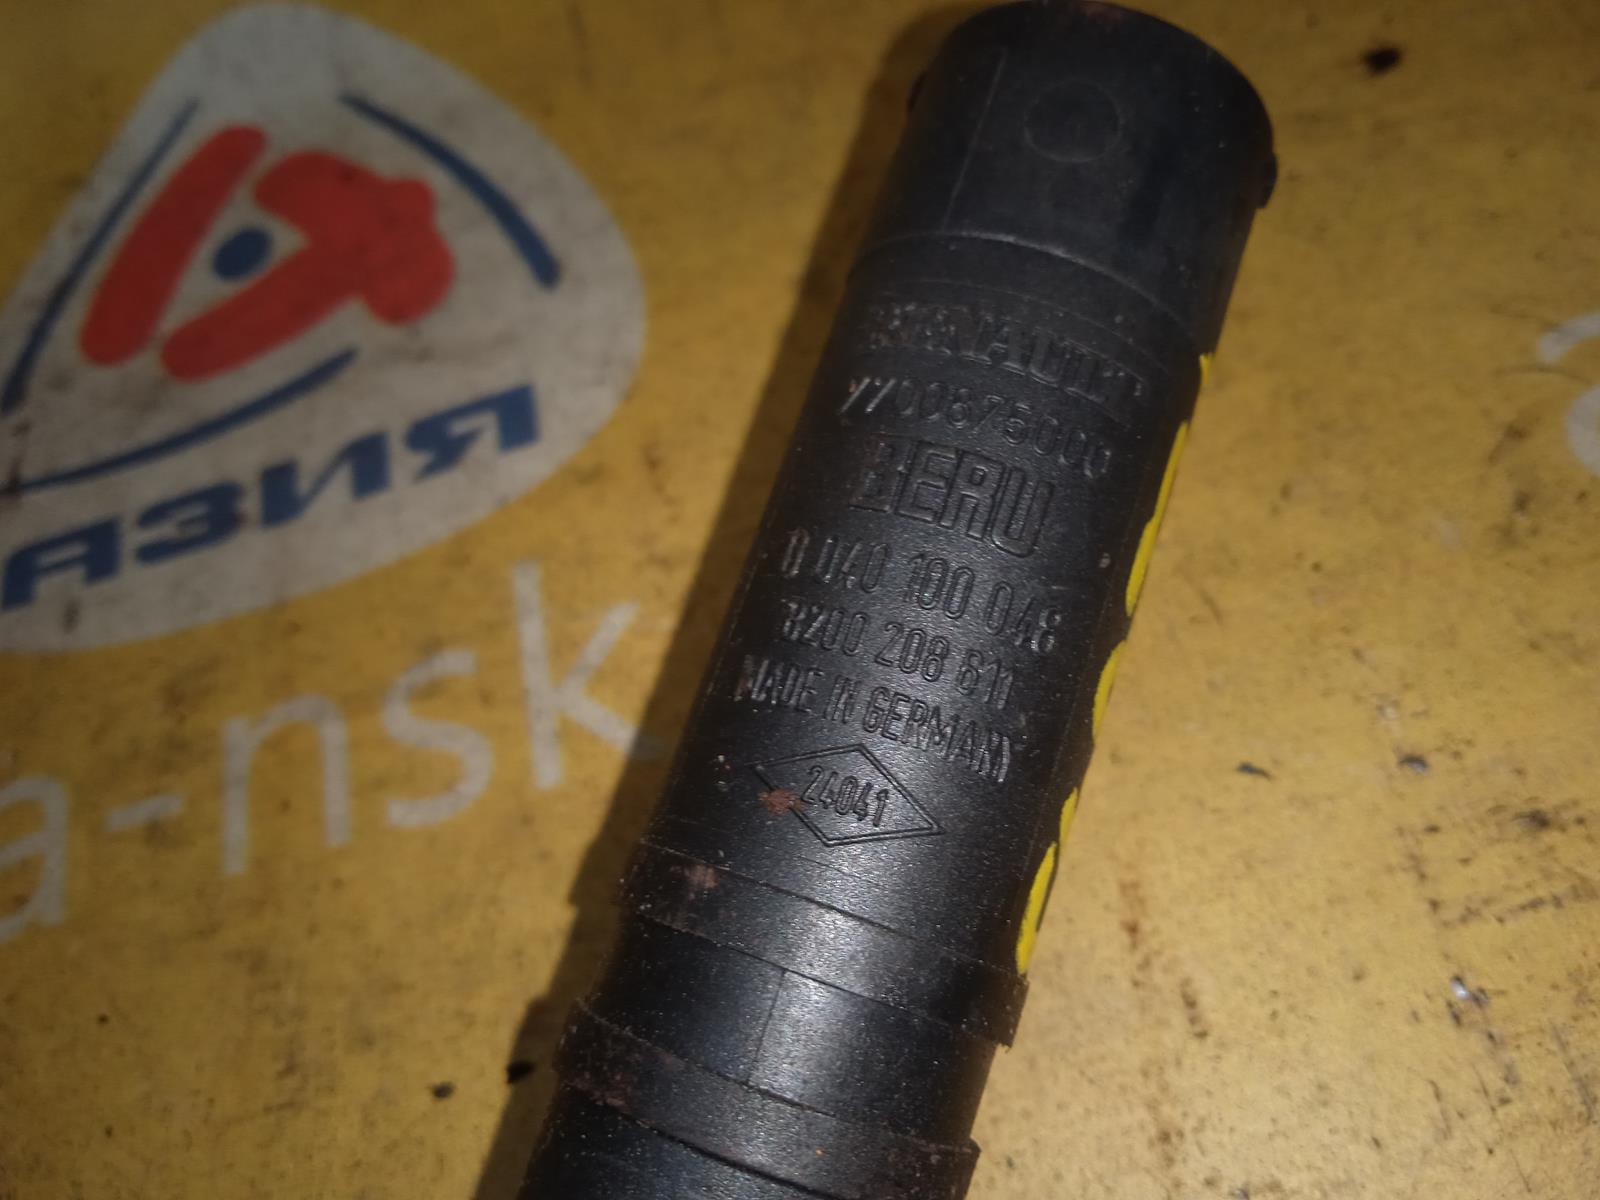 RENAULT
7700875000
BERU
0 040 100 048
8200 208 611
MADE IN GERMANY
24041
АЗИЯ
a-nsk